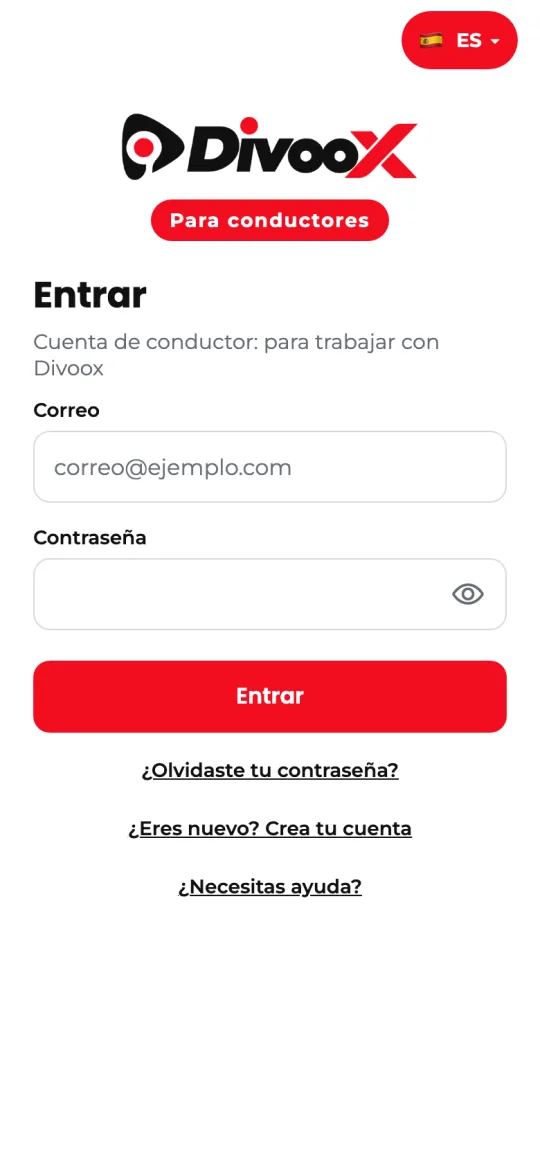 ES
Divoox
Para conductores
Entrar
Cuenta de conductor: para trabajar con
Divoox
Correo
correo@ejemplo.com
Contraseña
Entrar
¿Olvidaste tu contraseña?
¿Eres nuevo? Crea tu cuenta
¿Necesitas ayuda?